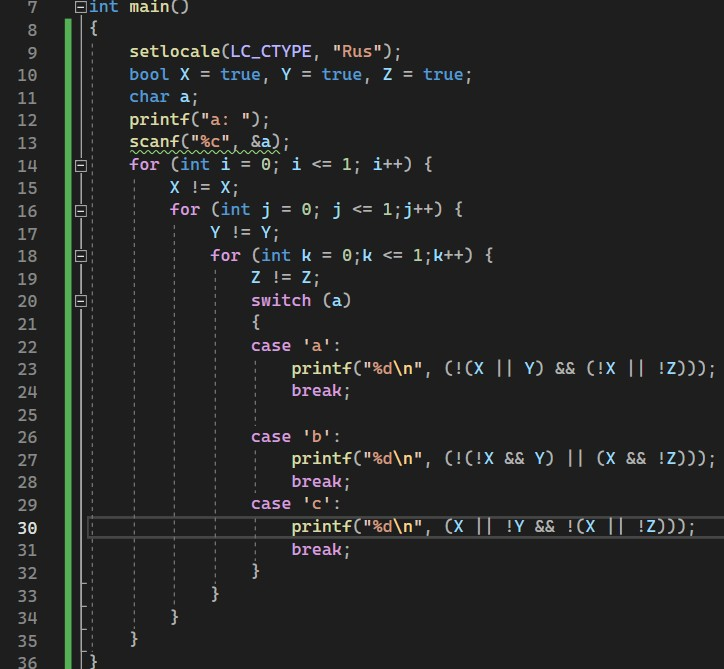 7 int main()
8 {
9 setlocale(LC_CTYPE, "Rus");
10 bool X = true, Y = true, Z = true;
11 char a;
12 printf("a: ");
13 scanf("%c", &a);
14 for (int i = 0; i <= 1; i++) {
15 X != X;
16 for (int j = 0; j <= 1;j++) {
17 Y != Y;
18 for (int k = 0;k <= 1;k++) {
19 Z != Z;
20 switch (a)
21 {
22 case 'a':
23 printf("%d\n", (!(X || Y) && (!X || !Z)));
24 break;
25
26 case 'b':
27 printf("%d\n", (!(!X && Y) || (X && !Z)));
28 break;
29 case 'c':
30 printf("%d\n", (X || !Y && !(X || !Z)));
31 break;
32 }
33 }
34 }
35 }
36 }